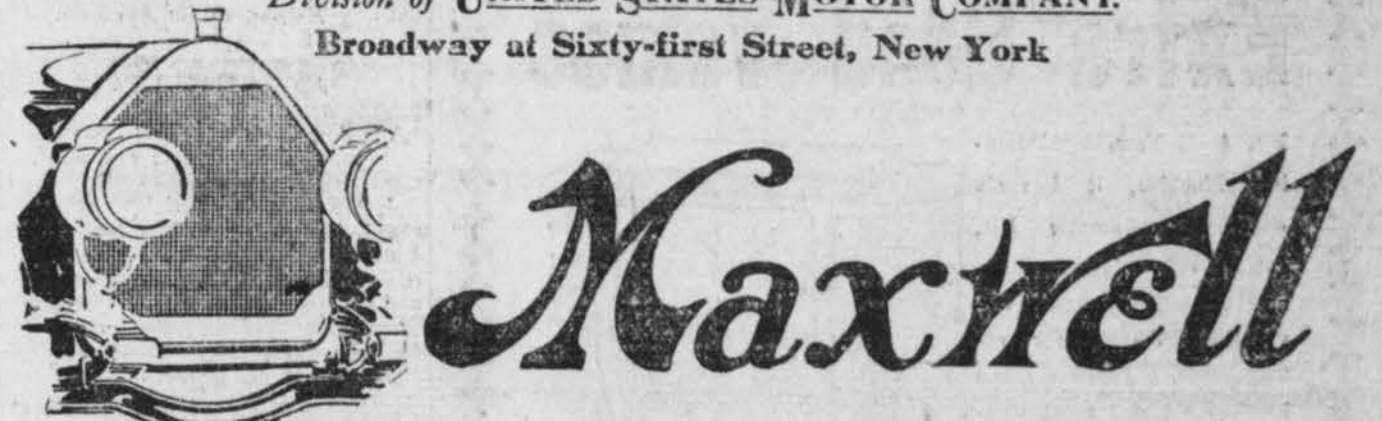 Division of UNITED STATES MOTOR COMPANY.
Broadway at Sixty-first Street, New York
Maxwell